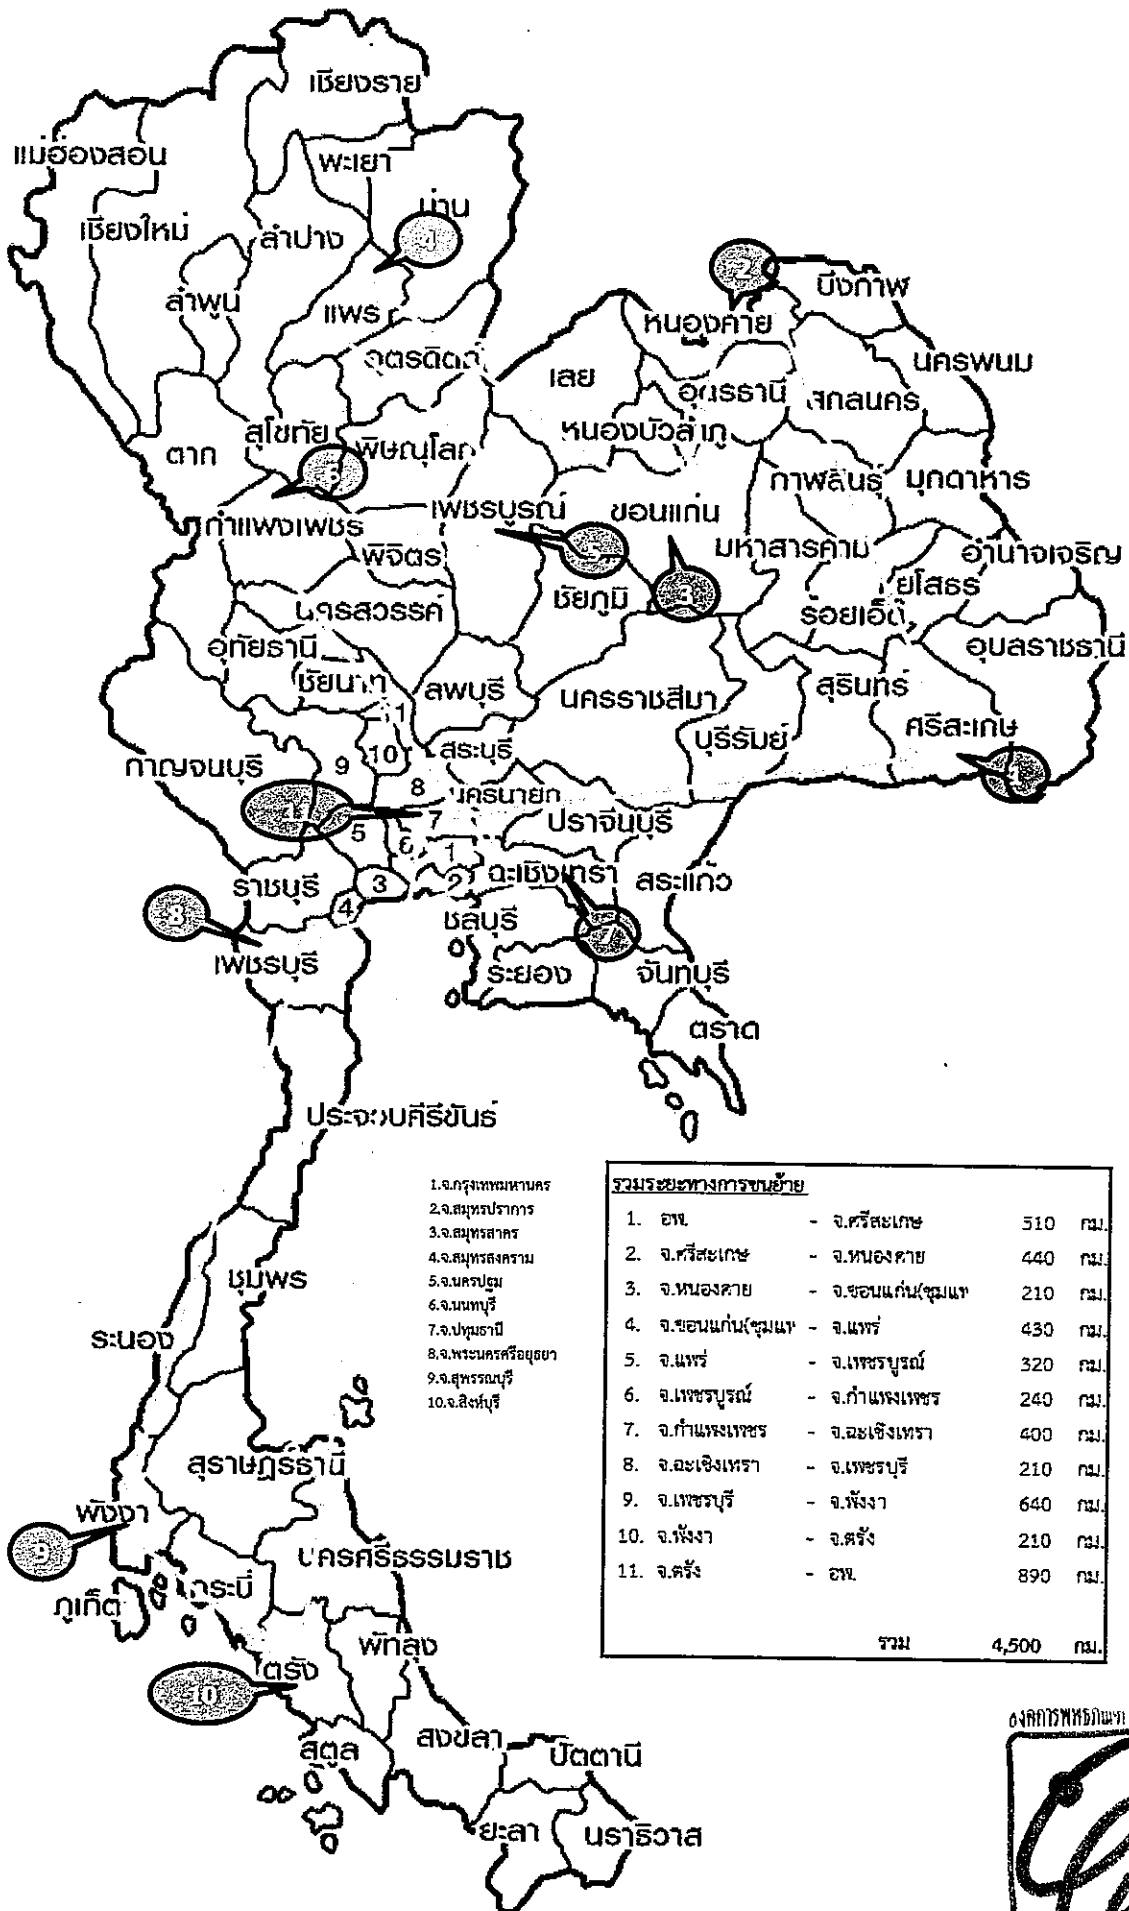 เชียงราย
แม่ฮ่องสอน
พะเยา
น่าน
เชียงใหม่
ลำปาง
4
2
บึงกาฬ
ลำพูน
แพร่
หนองคาย
อุตรดิตถ์
เลย
นครพนม
อุดรธานี
สกลนคร
สุโขทัย
หนองบัวลำภู
ตาก
พิษณุโลก
6
กาฬสินธุ์
มุกดาหาร
กำแพงเพชร
เพชรบูรณ์
ขอนแก่น
5
มหาสารคาม
อำนาจเจริญ
พิจิตร
ชัยภูมิ
3
ยโสธร
นครสวรรค์
ร้อยเอ็ด
อุทัยธานี
อุบลราชธานี
ชัยนาท
ลพบุรี
นครราชสีมา
สุรินทร์
11
ศรีสะเกษ
10
สระบุรี
บุรีรัมย์
กาญจนบุรี
9
8
นครนายก
1
7
ปราจีนบุรี
5
6
1
ราชบุรี
3
2
ฉะเชิงเทรา
สระแก้ว
4
8
ชลบุรี
7
เพชรบุรี
ระยอง
จันทบุรี
ตราด
ประจวบคีรีขันธ์
1.จ.กรุงเทพมหานคร
2.จ.สมุทรปราการ
3.จ.สมุทรสาคร
4.จ.สมุทรสงคราม
5.จ.นครปฐม
6.จ.นนทบุรี
7.จ.ปทุมธานี
8.จ.พระนครศรีอยุธยา
9.จ.สุพรรณบุรี
10.จ.สิงห์บุรี
รวมระยะทางการขนย้าย
1. อพ. - จ.ศรีสะเกษ 510 กม.
2. จ.ศรีสะเกษ - จ.หนองคาย 440 กม.
3. จ.หนองคาย - จ.ขอนแก่น(ชุมแพ 210 กม.
4. จ.ขอนแก่น(ชุมแพ - จ.แพร่ 430 กม.
5. จ.แพร่ - จ.เพชรบูรณ์ 320 กม.
6. จ.เพชรบูรณ์ - จ.กำแพงเพชร 240 กม.
7. จ.กำแพงเพชร - จ.ฉะเชิงเทรา 400 กม.
8. จ.ฉะเชิงเทรา - จ.เพชรบุรี 210 กม.
9. จ.เพชรบุรี - จ.พังงา 640 กม.
10. จ.พังงา - จ.ตรัง 210 กม.
11. จ.ตรัง - อพ. 890 กม.
รวม 4,500 กม.
ชุมพร
ระนอง
สุราษฎร์ธานี
พังงา
9
นครศรีธรรมราช
กระบี่
ภูเก็ต
พัทลุง
ตรัง
10
สงขลา
สตูล
ปัตตานี
ยะลา
นราธิวาส